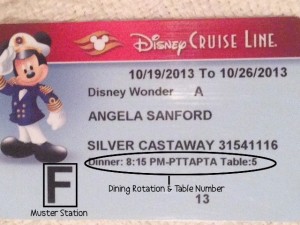 Disney CRUISE LINE.
10/19/2013 To 10/26/2013
Disney Wonder A
ANGELA SANFORD
SILVER CASTAWAY 31541116
Dinner: 8:15 PM-PTTAPTA Table:5
F
Dining Rotation & Table Number
Muster Station
13